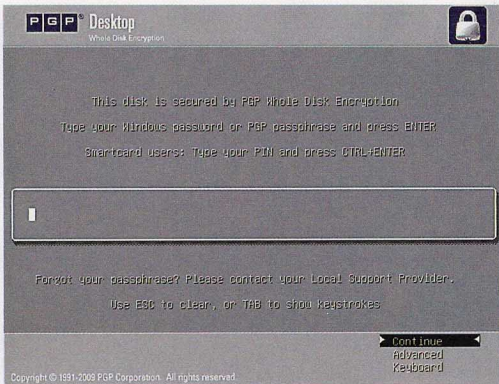 PGP® Desktop
Whole Disk Encryption
This disk is secured by PGP Whole Disk Encryption
Type your Windows password or PGP passphrase and press ENTER
Smartcard users: Type your PIN and press CTRL+ENTER
Forgot your passphrase? Please contact your Local Support Provider.
Use ESC to clear, or TAB to show keystrokes
Continue
Advanced
Keyboard
Copyright © 1991-2009 PGP Corporation. All rights reserved.